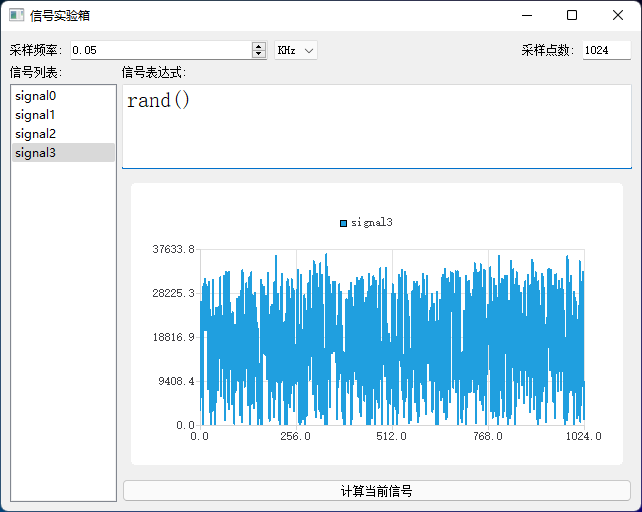 信号实验箱
采样频率： 0.05 KHz 采样点数： 1024
信号列表： 信号表达式：
signal0
signal1
signal2
signal3
rand()
signal3
37633.8
28225.3
18816.9
9408.4
0.0
0.0 256.0 512.0 768.0 1024.0
计算当前信号